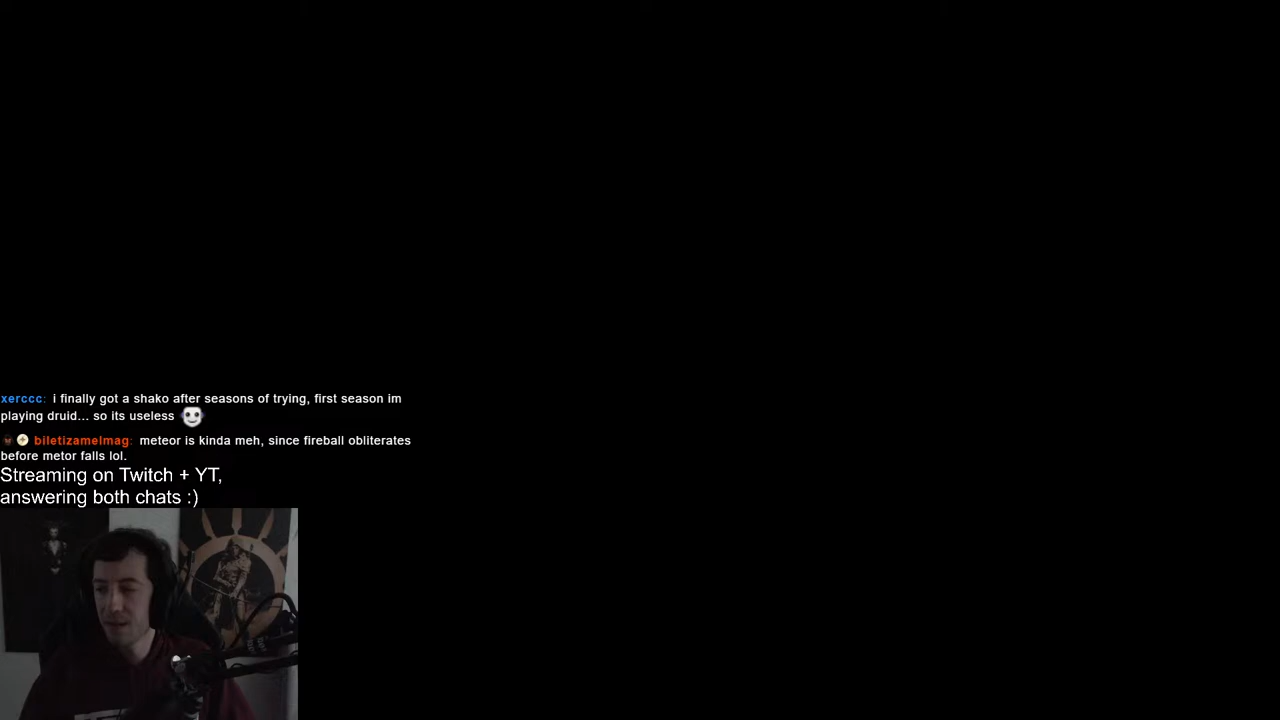 xerccc: i finally got a shako after seasons of trying, first season im
playing druid... so its useless
biletizamelmag: meteor is kinda meh, since fireball obliterates
before metor falls lol.
Streaming on Twitch + YT,
answering both chats :)